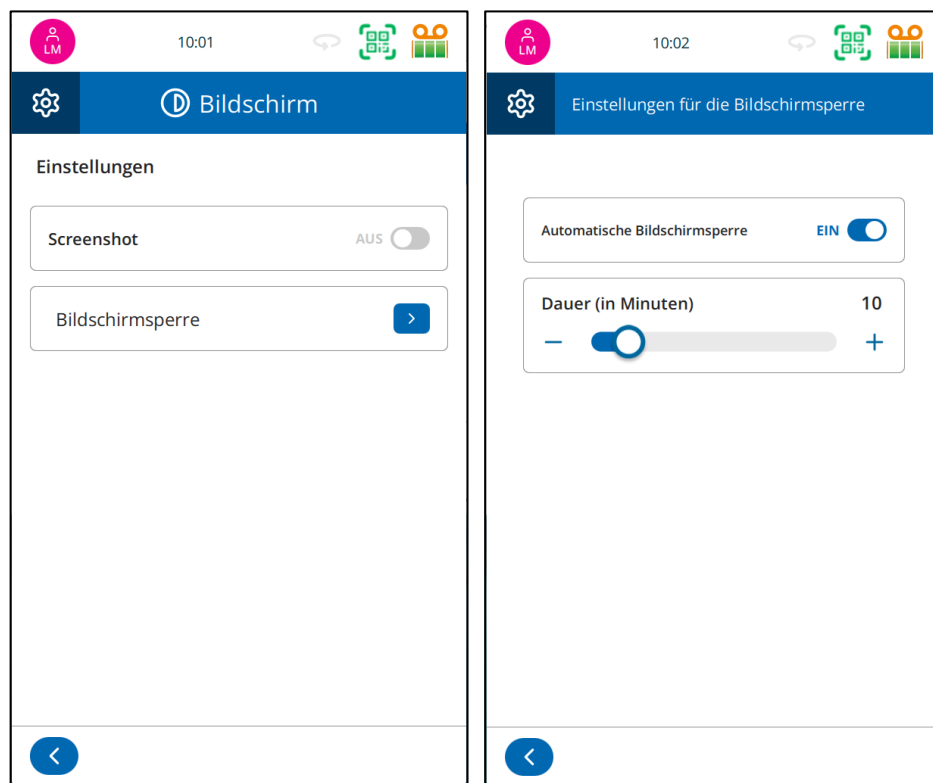 LM
10:01
Bildschirm
Einstellungen
Screenshot AUS
Bildschirmsperre
LM
10:02
Einstellungen für die Bildschirmsperre
Automatische Bildschirmsperre EIN
Dauer (in Minuten) 10